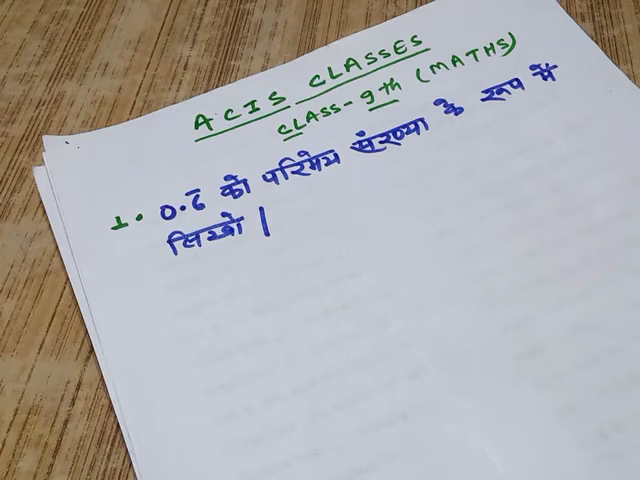 ACIS CLASSES
CLASS-9th (MATHS)
1. 0.6̅ को परिमेय संख्या के रूप में
लिखो |